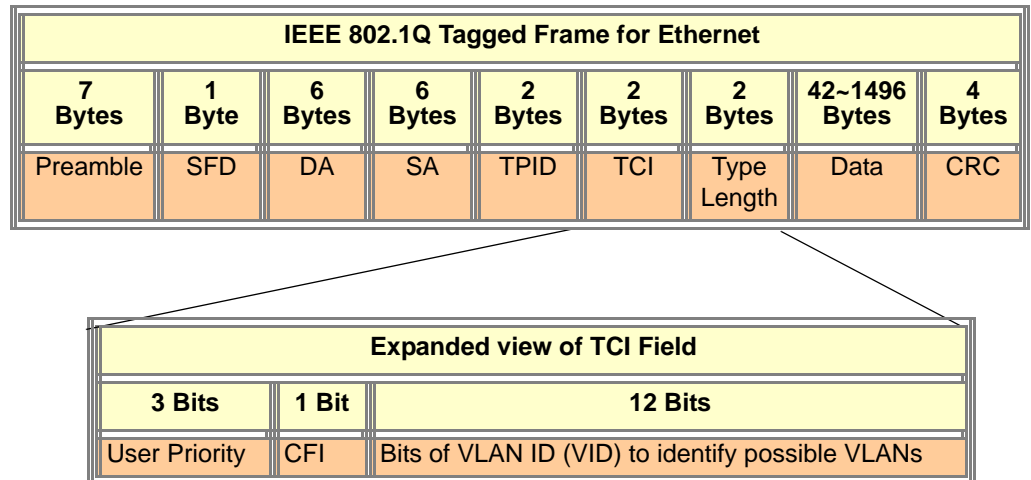 IEEE 802.1Q Tagged Frame for Ethernet
7 Bytes 1 Byte 6 Bytes 6 Bytes 2 Bytes 2 Bytes 2 Bytes 42~1496 Bytes 4 Bytes
Preamble SFD DA SA TPID TCI Type Length Data CRC
Expanded view of TCI Field
3 Bits 1 Bit 12 Bits
User Priority CFI Bits of VLAN ID (VID) to identify possible VLANs